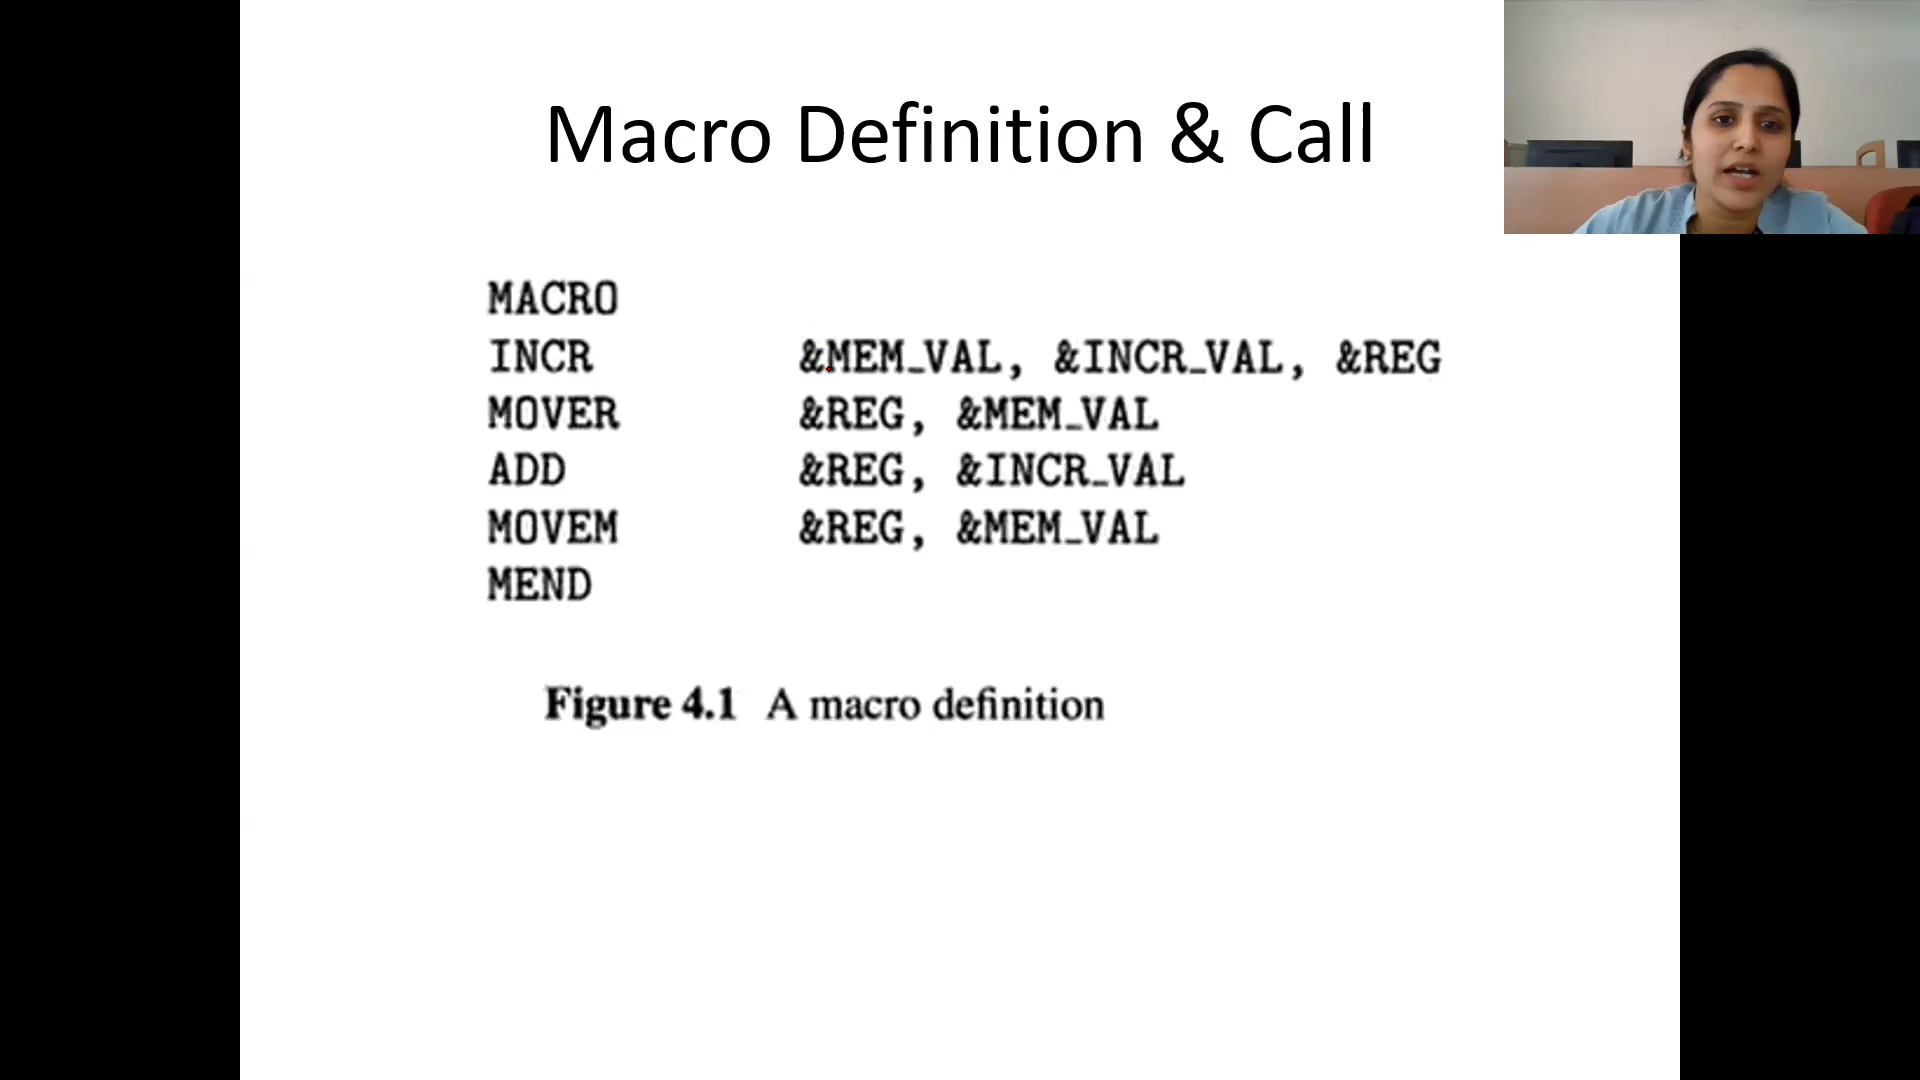 Macro Definition & Call
MACRO
INCR &MEM_VAL, &INCR_VAL, &REG
MOVER &REG, &MEM_VAL
ADD &REG, &INCR_VAL
MOVEM &REG, &MEM_VAL
MEND
Figure 4.1 A macro definition